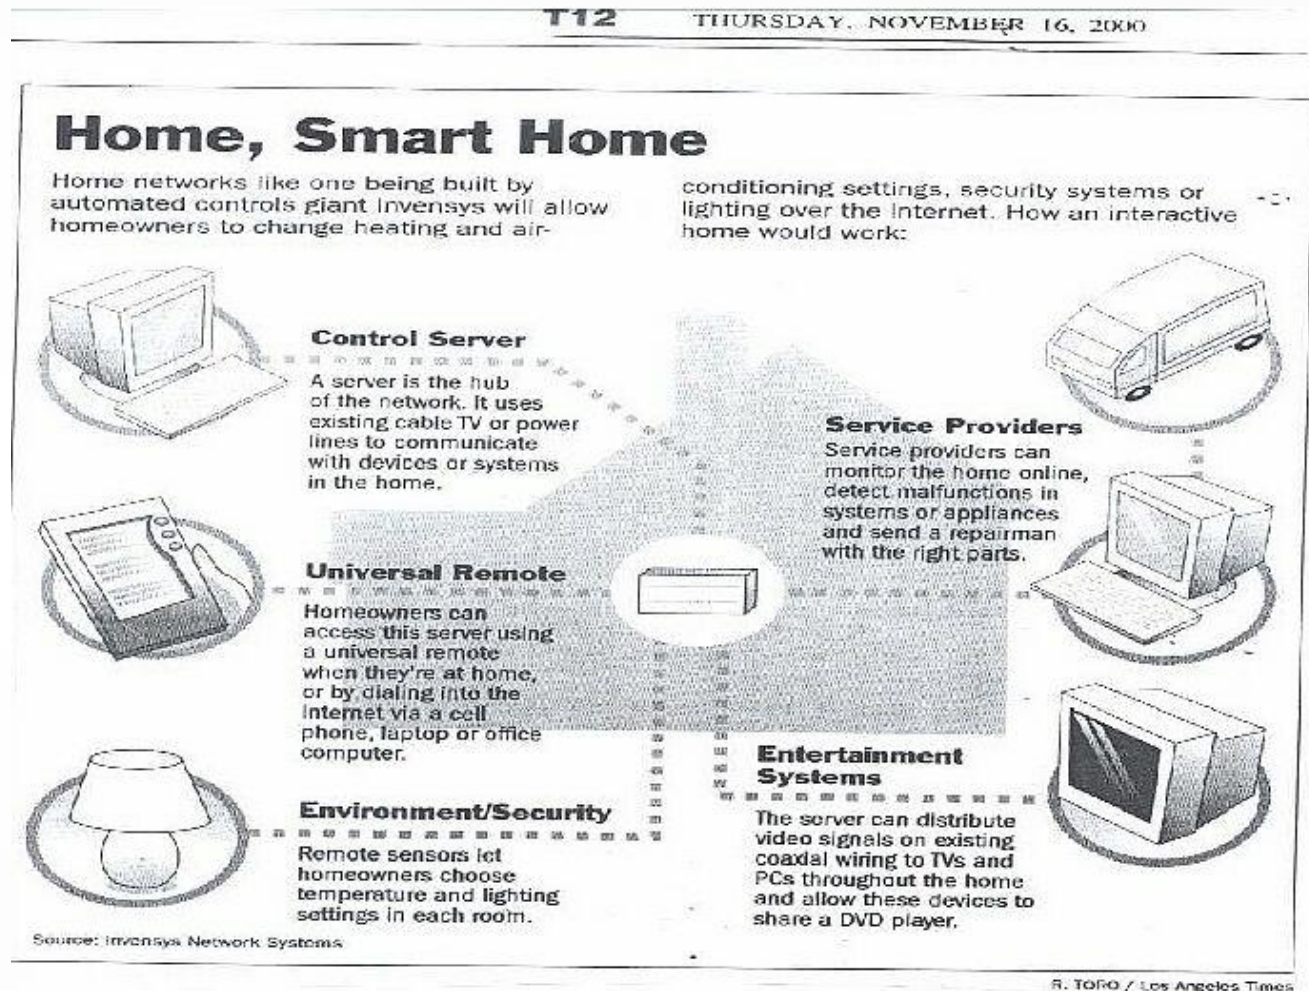 T12 THURSDAY, NOVEMBER 16, 2000
Home, Smart Home
Home networks like one being built by
automated controls giant Invensys will allow
homeowners to change heating and air-
conditioning settings, security systems or
lighting over the Internet. How an interactive
home would work:
Control Server
A server is the hub
of the network. It uses
existing cable TV or power
lines to communicate
with devices or systems
in the home.
Service Providers
Service providers can
monitor the home online,
detect malfunctions in
systems or appliances
and send a repairman
with the right parts.
Universal Remote
Homeowners can
access this server using
a universal remote
when they're at home,
or by dialing into the
Internet via a cell
phone, laptop or office
computer.
Environment/Security
Remote sensors let
homeowners choose
temperature and lighting
settings in each room.
Entertainment
Systems
The server can distribute
video signals on existing
coaxial wiring to TVs and
PCs throughout the home
and allow these devices to
share a DVD player.
Source: Invensys Network Systems
R. TORO / Los Angeles Times